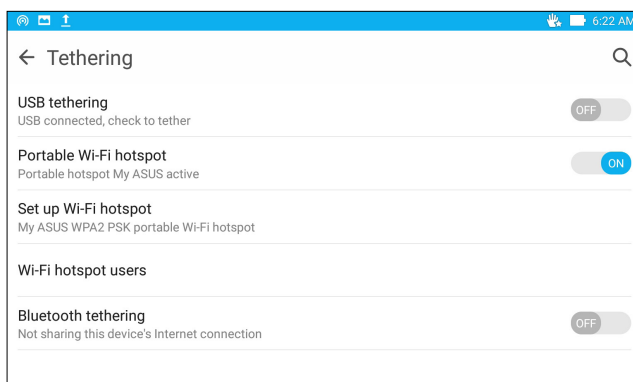 6:22 AM
Tethering
USB tethering
OFF
USB connected, check to tether
Portable Wi-Fi hotspot
ON
Portable hotspot My ASUS active
Set up Wi-Fi hotspot
My ASUS WPA2 PSK portable Wi-Fi hotspot
Wi-Fi hotspot users
Bluetooth tethering
OFF
Not sharing this device's Internet connection